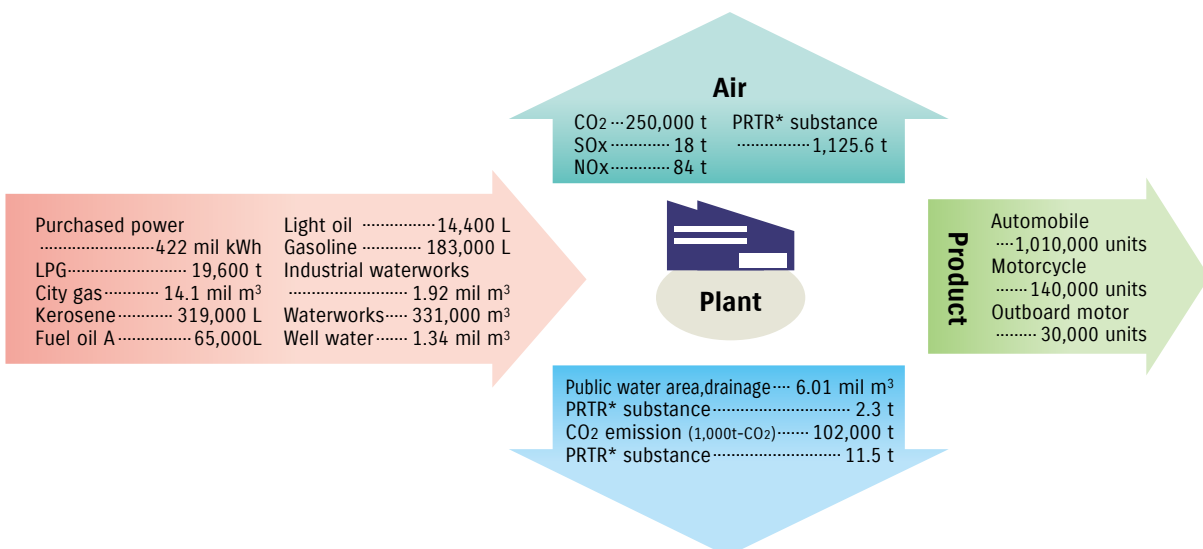 Air
CO2···250,000 t
SOx············· 18 t
NOx············· 84 t
PRTR* substance
················1,125.6 t
Purchased power
·····················422 mil kWh
LPG······················ 19,600 t
City gas············ 14.1 mil m³
Kerosene··········319,000 L
Fuel oil A ··············65,000L
Light oil ··············14,400 L
Gasoline ···········183,000 L
Industrial waterworks
······················1.92 mil m³
Waterworks····331,000 m³
Well water······ 1.34 mil m³
Plant
Product
Automobile
····1,010,000 units
Motorcycle
······140,000 units
Outboard motor
········· 30,000 units
Public water area,drainage···· 6.01 mil m³
PRTR* substance····························· 2.3 t
CO2 emission (1,000t-CO2)······· 102,000 t
PRTR* substance··························· 11.5 t